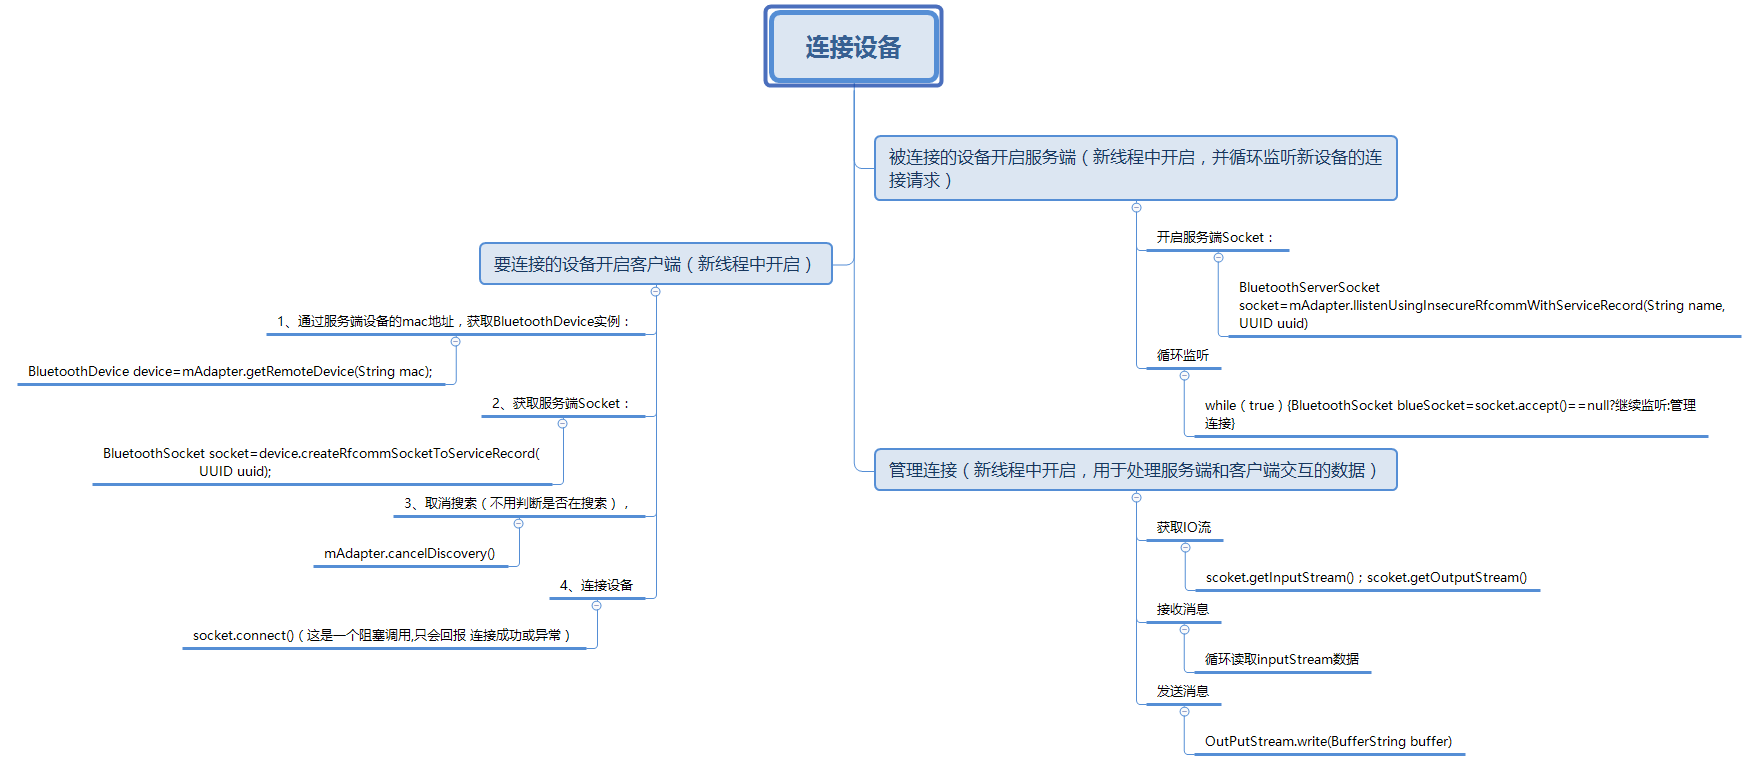 连接设备
被连接的设备开启服务端（新线程中开启，并循环监听新设备的连
接请求）
开启服务端Socket：
BluetoothServerSocket
socket=mAdapter.llistenUsingInsecureRfcommWithServiceRecord(String name,
UUID uuid)
循环监听
while（true）{BluetoothSocket blueSocket=socket.accept()==null?继续监听:管理
连接}
管理连接（新线程中开启，用于处理服务端和客户端交互的数据）
获取IO流
scoket.getInputStream()；scoket.getOutputStream()
接收消息
循环读取inputStream数据
发送消息
OutPutStream.write(BufferString buffer)
要连接的设备开启客户端（新线程中开启）
1、通过服务端设备的mac地址，获取BluetoothDevice实例：
BluetoothDevice device=mAdapter.getRemoteDevice(String mac);
2、获取服务端Socket：
BluetoothSocket socket=device.createRfcommSocketToServiceRecord(
UUID uuid);
3、取消搜索（不用判断是否在搜索），
mAdapter.cancelDiscovery()
4、连接设备
socket.connect()（这是一个阻塞调用,只会回报 连接成功或异常）